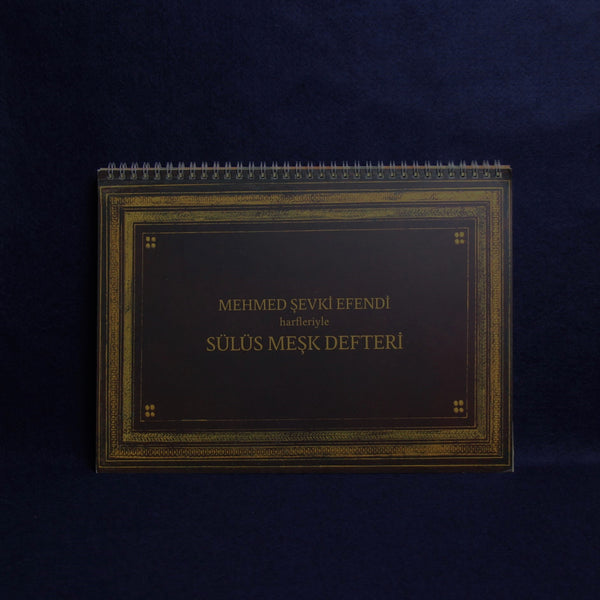 MEHMED ŞEVKİ EFENDİ
harfleriyle
SÜLÜS MEŞK DEFTERİ